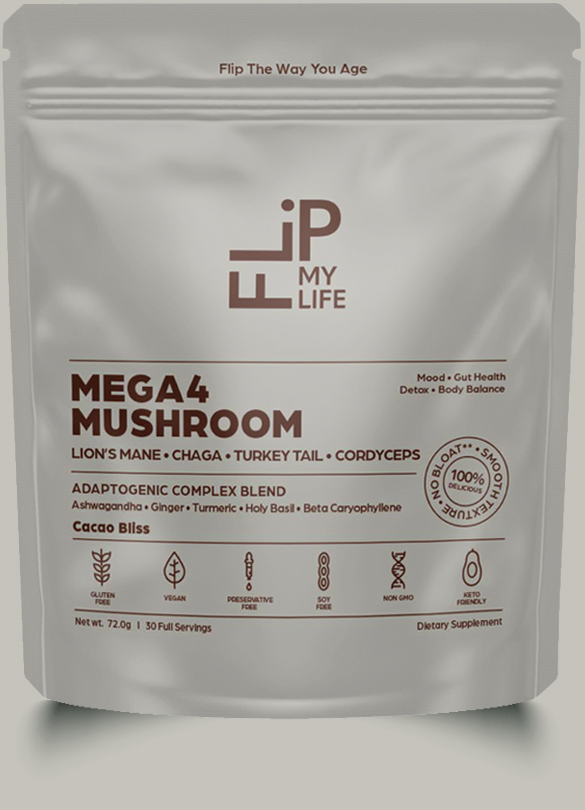 Flip The Way You Age
FLiP
MY
LIFE
MEGA4
MUSHROOM
Mood • Gut Health
Detox • Body Balance
LION'S MANE • CHAGA • TURKEY TAIL • CORDYCEPS
ADAPTOGENIC COMPLEX BLEND
Ashwagandha • Ginger • Turmeric • Holy Basil • Beta Caryophyllene
Cacao Bliss
• NO BLOAT** • SMOOTH TEXTURE
100%
DELICIOUS
GLUTEN
FREE
VEGAN
PRESERVATIVE
FREE
SOY
FREE
NON GMO
KETO
FRIENDLY
Net wt. 72.0g | 30 Full Servings
Dietary Supplement